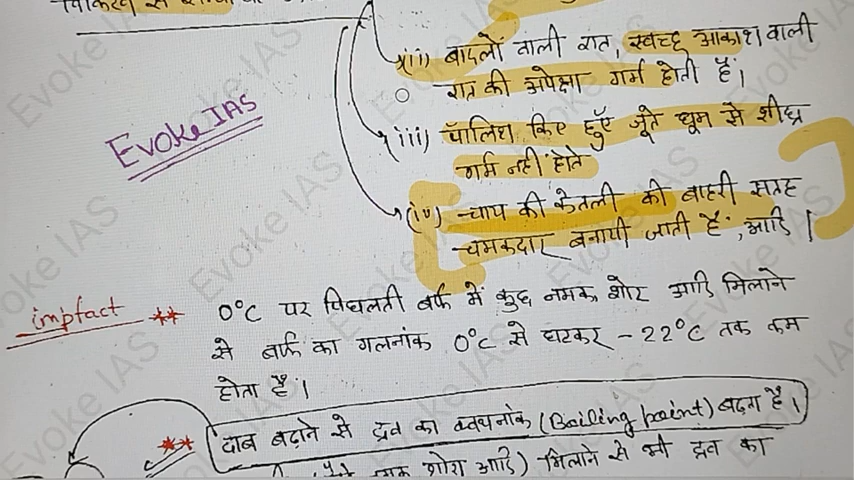 विकिरण से
(ii) बादलों वाली रात, स्वच्छ आकाश वाली
रात की अपेक्षा गर्म होती है।
Evoke IAS
(iii) पॉलिश किए हुएँ जूते धूप से शीघ्र
गर्म नहीं होते
(iv) चाय की केतली की बाहरी सतह
चमकदार बनायी जाती है, आदि।
impfact ** 0°C पर पिघलती बर्फ में कुछ नमक शोर आदि मिलाने
से बर्फ का गलनांक 0°C से घटकर - 22°C तक कम
होता है।
** दाब बढ़ाने से द्रव का क्वथनांक (Boiling point) बढ़ता है।
शोरा आदि) मिलाने से भी द्रव का